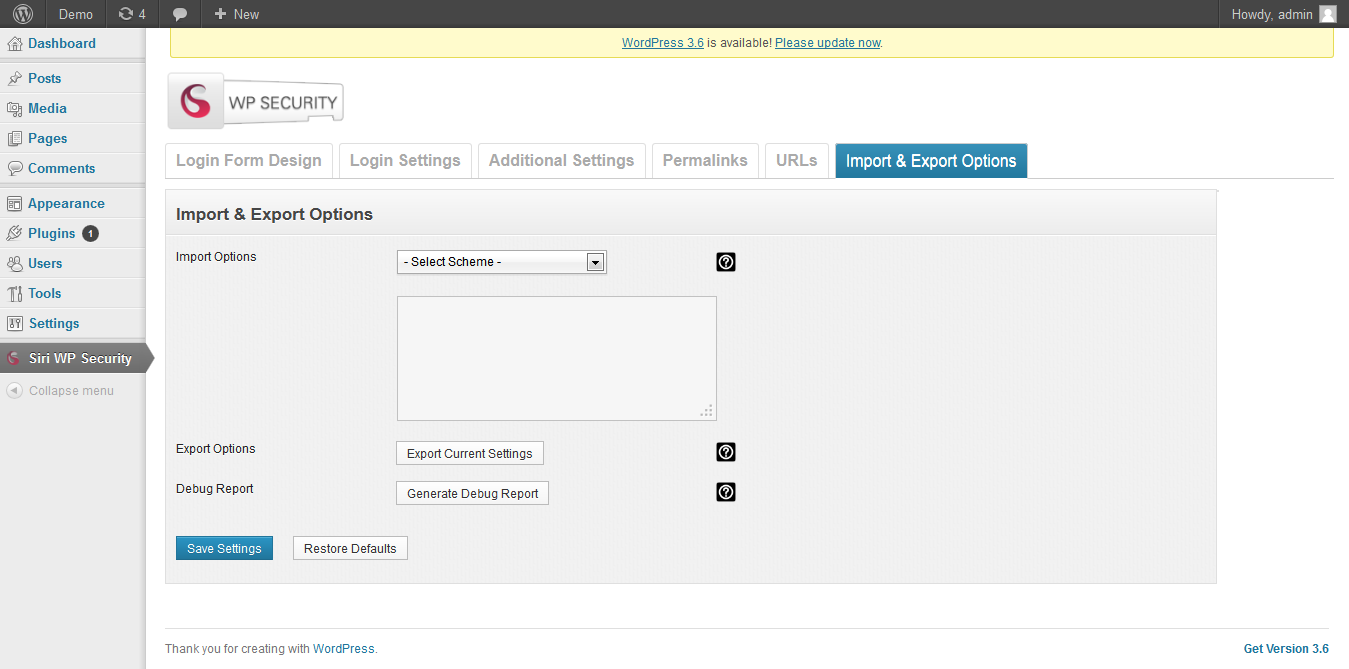 Demo 4 New Howdy, admin
Dashboard
Posts
Media
Pages
Comments
Appearance
Plugins 1
Users
Tools
Settings
Siri WP Security
Collapse menu
WordPress 3.6 is available! Please update now.
WP SECURITY
Login Form Design Login Settings Additional Settings Permalinks URLs Import & Export Options
Import & Export Options
Import Options - Select Scheme - ?
Export Options Export Current Settings ?
Debug Report Generate Debug Report ?
Save Settings Restore Defaults
Thank you for creating with WordPress. Get Version 3.6